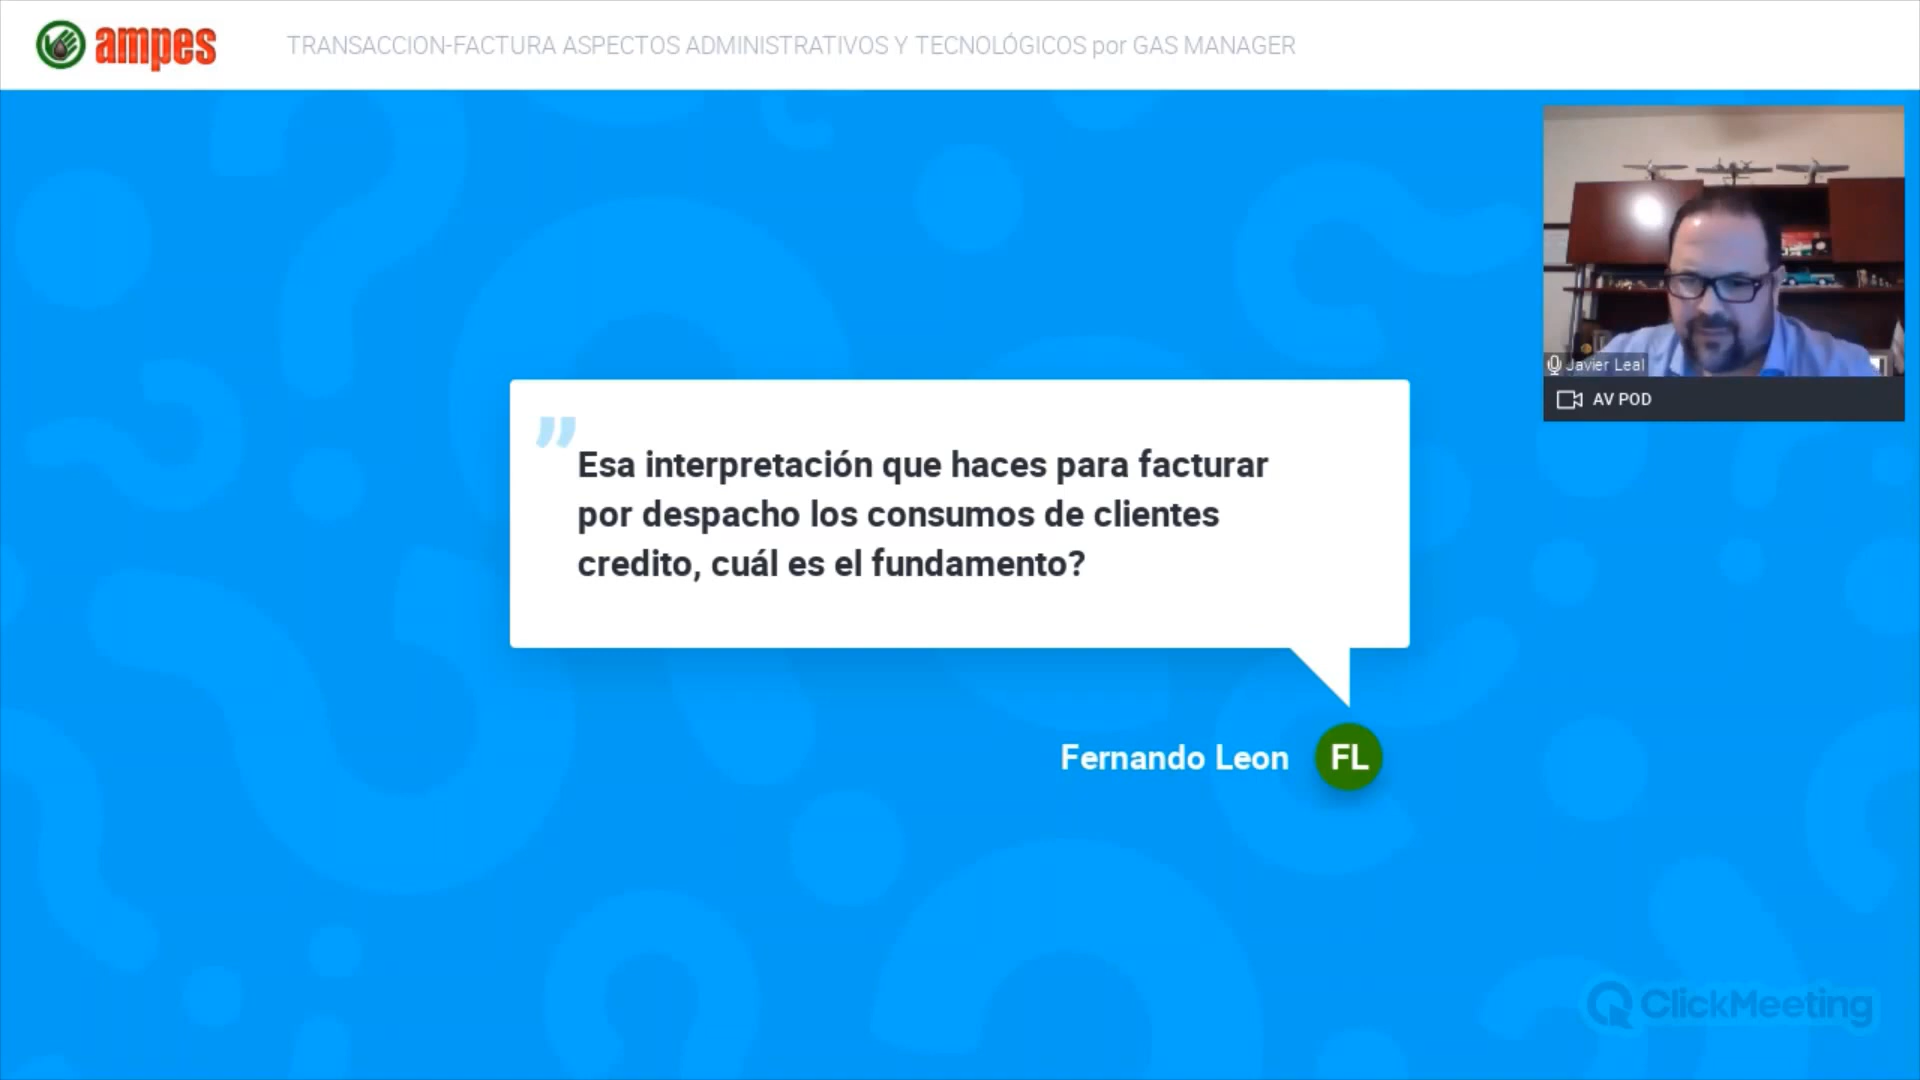 ampes
TRANSACCION-FACTURA ASPECTOS ADMINISTRATIVOS Y TECNOLÓGICOS por GAS MANAGER
Javier Leal
AV POD
”
Esa interpretación que haces para facturar
por despacho los consumos de clientes
credito, cuál es el fundamento?
Fernando Leon
FL
ClickMeeting